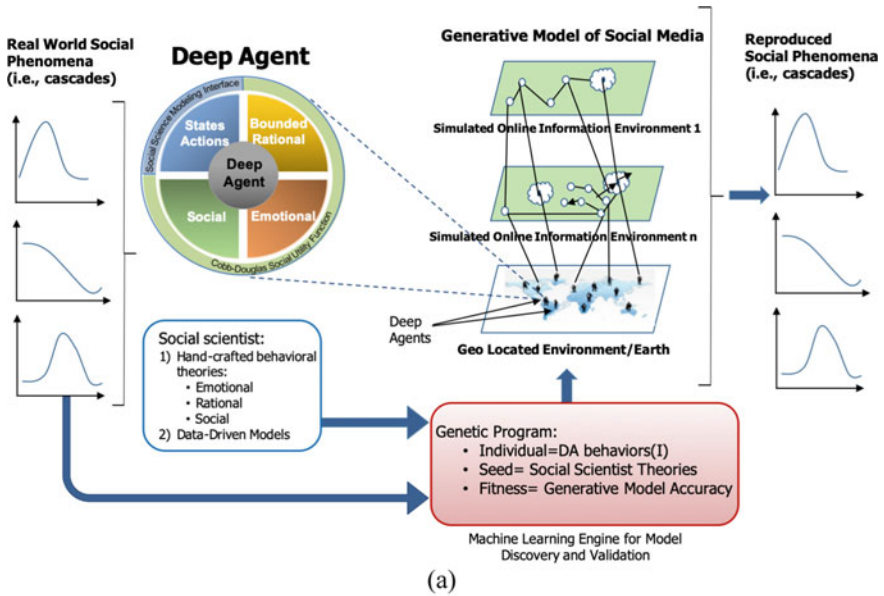 Real World Social
Phenomena
(i.e., cascades)
Deep Agent
Social Science Modeling Interface
States
Actions
Bounded
Rational
Deep
Agent
Social
Emotional
Cobb-Douglas Social Utility Function
Generative Model of Social Media
Simulated Online Information Environment 1
Simulated Online Information Environment n
Deep
Agents
Geo Located Environment/Earth
Reproduced
Social Phenomena
(i.e., cascades)
Social scientist:
1) Hand-crafted behavioral
theories:
• Emotional
• Rational
• Social
2) Data-Driven Models
Genetic Program:
• Individual=DA behaviors(I)
• Seed= Social Scientist Theories
• Fitness= Generative Model Accuracy
Machine Learning Engine for Model
Discovery and Validation
(a)